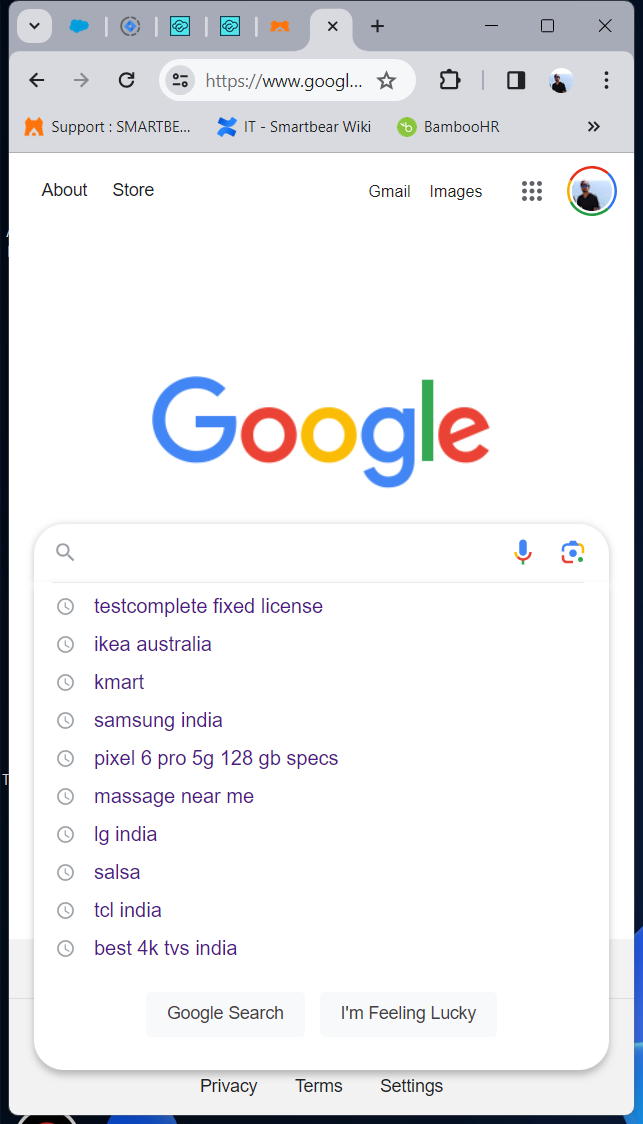 https://www.googl...
Support : SMARTBE... IT - Smartbear Wiki BambooHR
About Store Gmail Images
Google
testcomplete fixed license
ikea australia
kmart
samsung india
pixel 6 pro 5g 128 gb specs
massage near me
lg india
salsa
tcl india
best 4k tvs india
Google Search I'm Feeling Lucky
Privacy Terms Settings